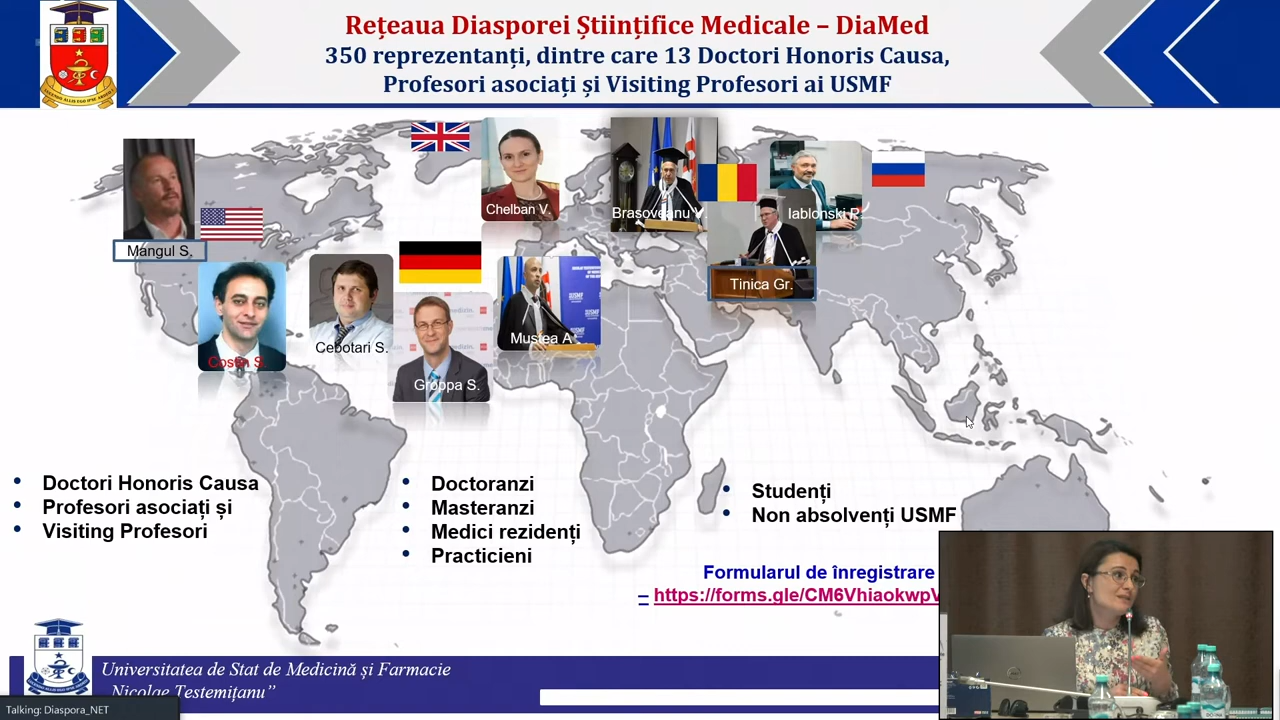 Rețeaua Diasporei Științifice Medicale – DiaMed
350 reprezentanți, dintre care 13 Doctori Honoris Causa,
Profesori asociați și Visiting Profesori ai USMF
Mangul S.
Costin S.
Cebotari S.
Groppa S.
Chelban V.
Mustea A.
Brasoveanu V.
Tinica Gr.
Iablonski P.
• Doctori Honoris Causa
• Profesori asociați și
• Visiting Profesori
• Doctoranzi
• Masteranzi
• Medici rezidenți
• Practicieni
• Studenți
• Non absolvenți USMF
Formularul de înregistrare
– https://forms.gle/CM6VhiaokwpV
Universitatea de Stat de Medicină și Farmacie
Nicolae Testemițanu”
Talking: Diaspora_NET